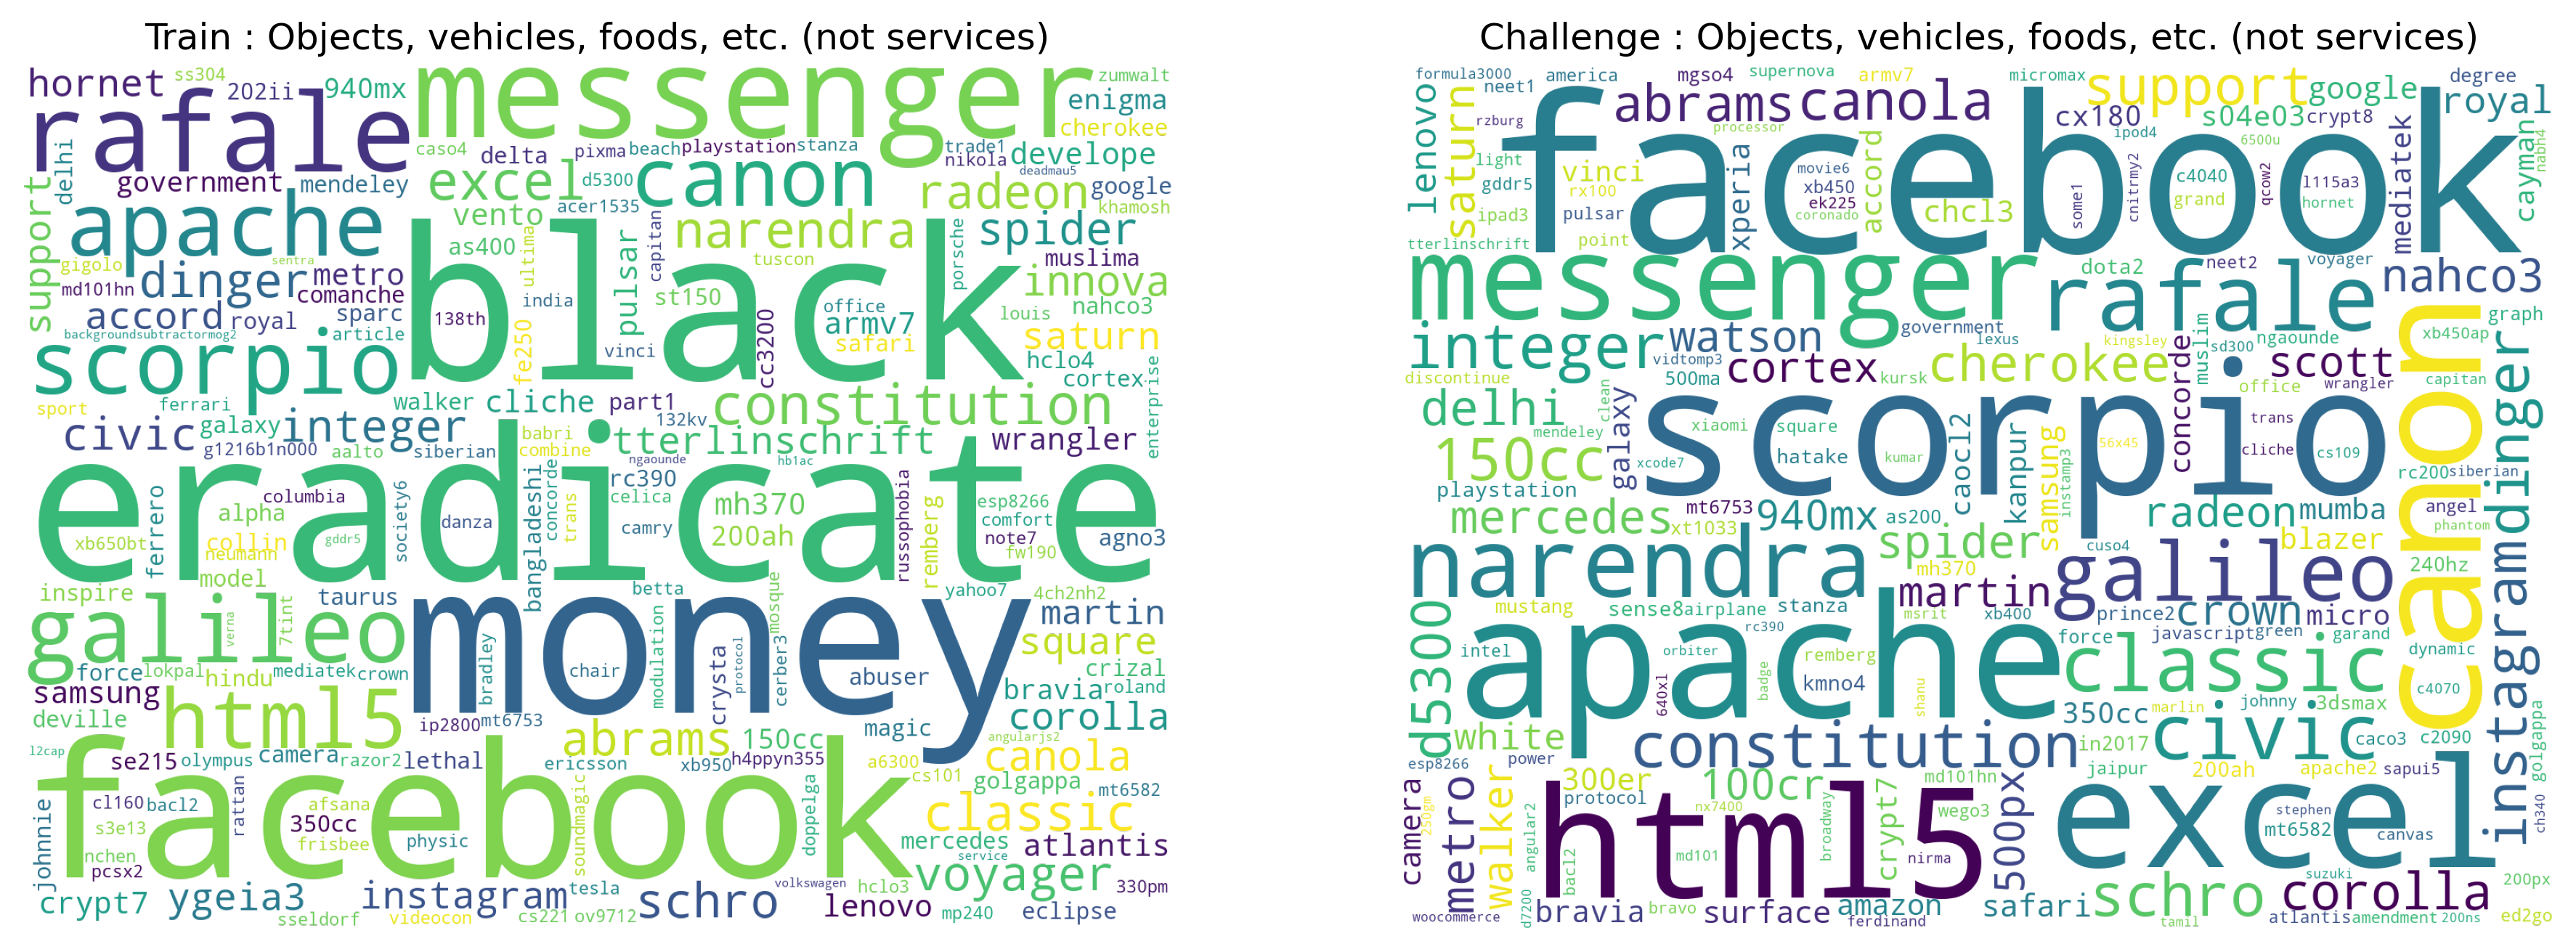 Train : Objects, vehicles, foods, etc. (not services)
hornet ss304 202ii 940mx messenger zumwalt
rafale enigma
cherokee
delhi caso4 delta pixma beach playstation stanza trade1 nikola develope
government mendeley excel d5300 canon deadmau5 radeon google
support apache vento acer1535 narendra khamosh spider
as400 ultima pulsar capitan tuscon porsche muslima
gigolo sentra dinger metro black st150 innova
md101hn comanche india office louis nahco3
accord royal sparc 138th armv7 saturn
backgroundsubtractormog2 article vinci cc3200 safari hclo4
scorpio fe250 cortex enterprise
sport ferrari walker cliche part1 constitution
civic galaxy integer babri 132kv tterlinschrift wrangler
g1216b1n000 aalto siberian combine ngaounde hb1ac
eradicate rc390
ferrero columbia society6 bangladeshi concorde trans celica mh370 russophobia esp8266
alpha danza camry remberg comfort
xb650bt collin neumann gddr5 200ah note7 fw190 agno3
inspire model taurus betta mosque yahoo7 4ch2nh2
galileo verna 7tint money martin
bradley chair modulation protocol cerber3 square
force lokpal hindu mediatek crown crysta abuser crizal
samsung html5 bravia roland
deville ip2800 mt6753 magic corolla
l2cap facebook abrams 150cc angularjs2
se215 olympus camera razor2 lethal ericsson xb950 h4ppyn355 a6300 canola
cs101 golgappa
johnnie cl160 bacl2 rattan afsana soundmagic doppelga mt6582
s3e13 350cc classic
nchen frisbee physic mercedes atlantis
pcsx2 service
crypt7 ygeia3 instagram tesla schro volkswagen hclo3 voyager 330pm
sseldorf videocon cs221 ov9712 lenovo mp240 eclipse
Challenge : Objects, vehicles, foods, etc. (not services)
formula3000 america mgso4 supernova armv7 micromax support google degree
lenovo neet1 abrams canola royal
saturn rzburg facebook processor cx180 s04e03 crypt8
light vinci xperia movie6 accord ipod4 6500u mediatek cayman nabh4
gddr5 rx100 xb450 c4040 qcow2 l115a3
ipad3 pulsar ek225 chcl3 some1 cnitrmy2 grand hornet
tterlinschrift point coronado
messenger dota2 neet2 voyager nahco3
rafale
integer watson government lexus muslim ngaounde graph
vidtomp3 kingsley sd300 xb450ap
discontinue 500ma cortex kursk cherokee concorde scott canon dinger
delhi clean galaxy scorpio office wrangler capitan
mendeley xiaomi square trans
150cc xcode7 hatake kumar caocl2 kanpur samsung 56x45 cliche cs109 rc200 siberian
playstation instamp3
mercedes mt6753 xt1033 940mx as200 radeon mumba angel
narendra spider cuso4 blazer phantom
mh370 galileo 240hz
d5300 mustang sense8 airplane stanza martin prince2 crown micro instagram
rc390 msrit xb400
intel apache orbiter force javascript green garand
remberg classic dynamic
640xl badge kmno4 shanu c4070
white constitution 350cc marlin johnny 3dsmax
in2017 civic caco3 c2090 golgappa
esp8266 power 300er 100cr crypt7 md101hn jaipur 200ah apache2 sapui5
camera metro walker protocol nx7400 wego3 500px excel
250gm angular2 html5 broadway stephen
md101 mt6582 canvas ch340
bacl2 nirma suzuki
d7200 schro corolla 200px
woocommerce bravia bravo surface amazon safari
ferdinand tamil atlantis amendment 200ns ed2go